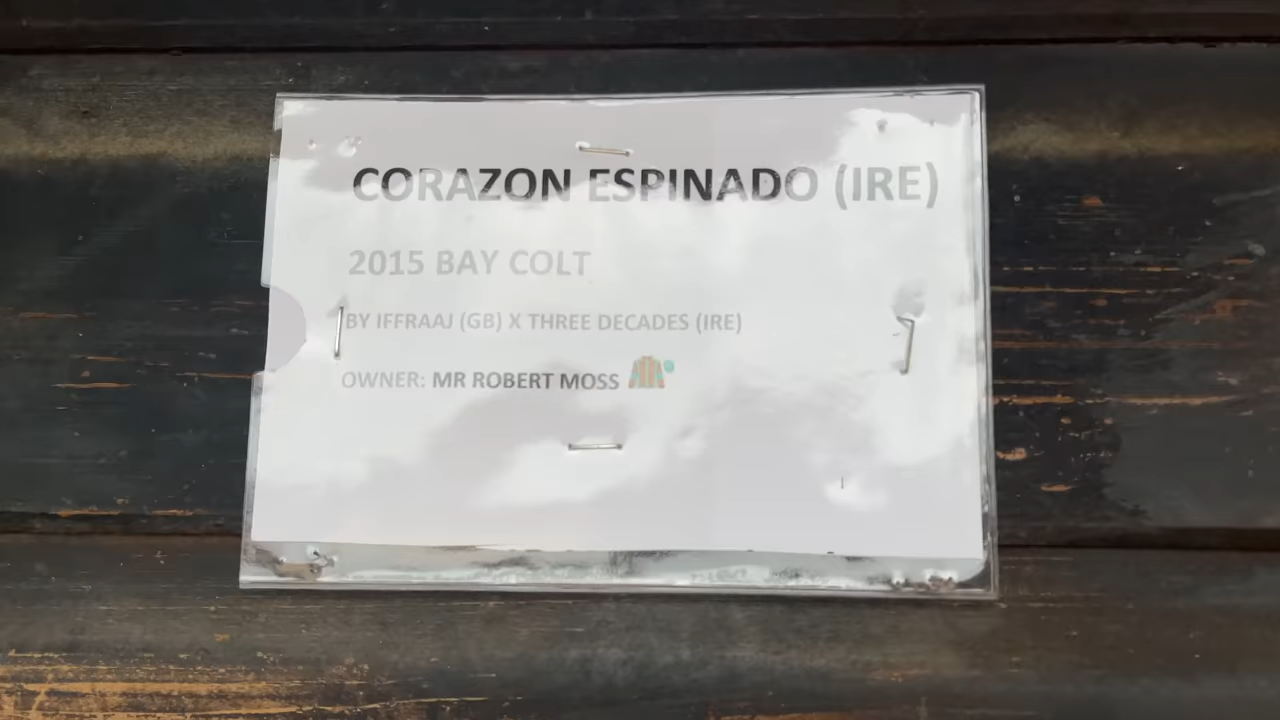 CORAZON ESPINADO (IRE)
2015 BAY COLT
BY IFFRAAJ (GB) X THREE DECADES (IRE)
OWNER: MR ROBERT MOSS